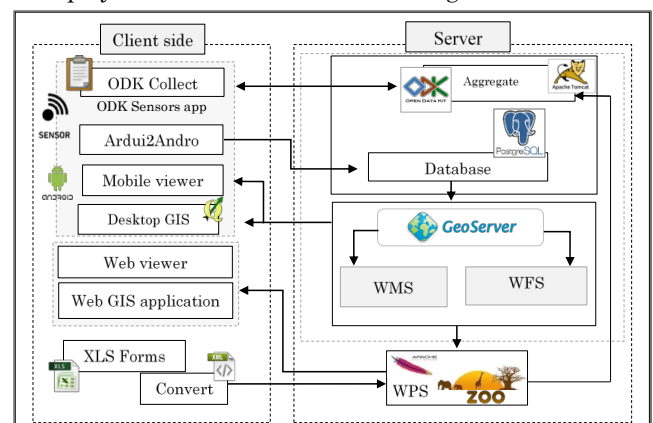 Client side
Server
ODK Collect
ODK Sensors app
SENSOR
Ardui2Andro
Mobile viewer
ANDROID
Desktop GIS
Web viewer
Web GIS application
XLS Forms
XLS
XML
Convert
OPEN DATA KIT
Aggregate
Apache Tomcat
PostgreSQL
Database
GeoServer
WMS
WFS
APACHE
WPS
ZOO